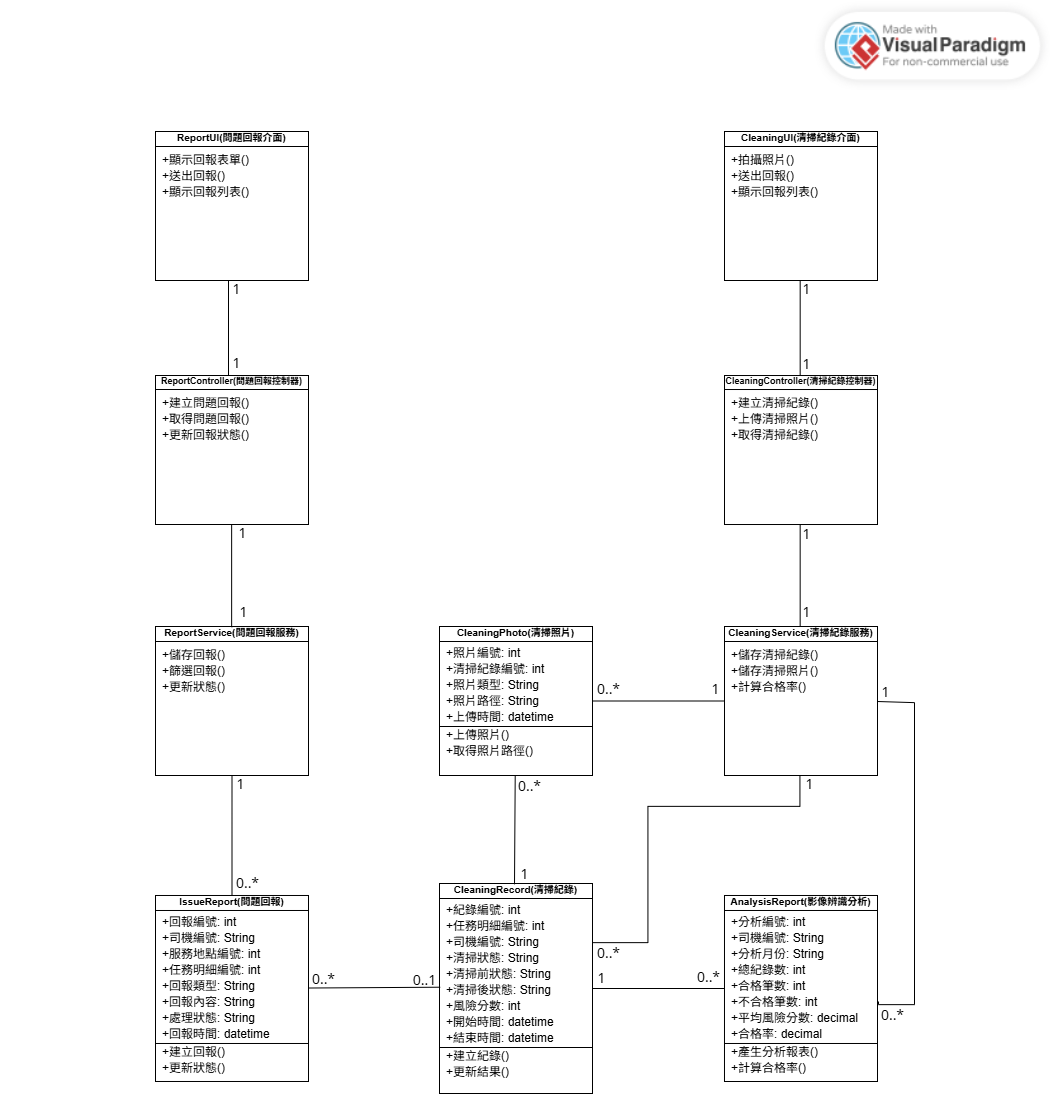 Made with
Visual Paradigm
For non-commercial use
ReportUI(問題回報介面)
+顯示回報表單()
+送出回報()
+顯示回報列表()
1
1
CleaningUI(清掃紀錄介面)
+拍攝照片()
+送出回報()
+顯示回報列表()
1
1
ReportController(問題回報控制器)
+建立問題回報()
+取得問題回報()
+更新回報狀態()
1
1
CleaningController(清掃紀錄控制器)
+建立清掃紀錄()
+上傳清掃照片()
+取得清掃紀錄()
1
1
ReportService(問題回報服務)
+儲存回報()
+篩選回報()
+更新狀態()
1
0..*
CleaningPhoto(清掃照片)
+照片編號: int
+清掃紀錄編號: int
+照片類型: String
+照片路徑: String
+上傳時間: datetime
+上傳照片()
+取得照片路徑()
0..*
1
0..*
1
CleaningService(清掃紀錄服務)
+儲存清掃紀錄()
+儲存清掃照片()
+計算合格率()
1
1
IssueReport(問題回報)
+回報編號: int
+司機編號: String
+服務地點編號: int
+任務明細編號: int
+回報類型: String
+回報內容: String
+處理狀態: String
+回報時間: datetime
+建立回報()
+更新狀態()
0..*
0..1
CleaningRecord(清掃紀錄)
+紀錄編號: int
+任務明細編號: int
+司機編號: String
+清掃狀態: String
+清掃前狀態: String
+清掃後狀態: String
+風險分數: int
+開始時間: datetime
+結束時間: datetime
+建立紀錄()
+更新結果()
0..*
1
0..*
AnalysisReport(影像辨識分析)
+分析編號: int
+司機編號: String
+分析月份: String
+總紀錄數: int
+合格筆數: int
+不合格筆數: int
+平均風險分數: decimal
+合格率: decimal
+產生分析報表()
+計算合格率()
0..*